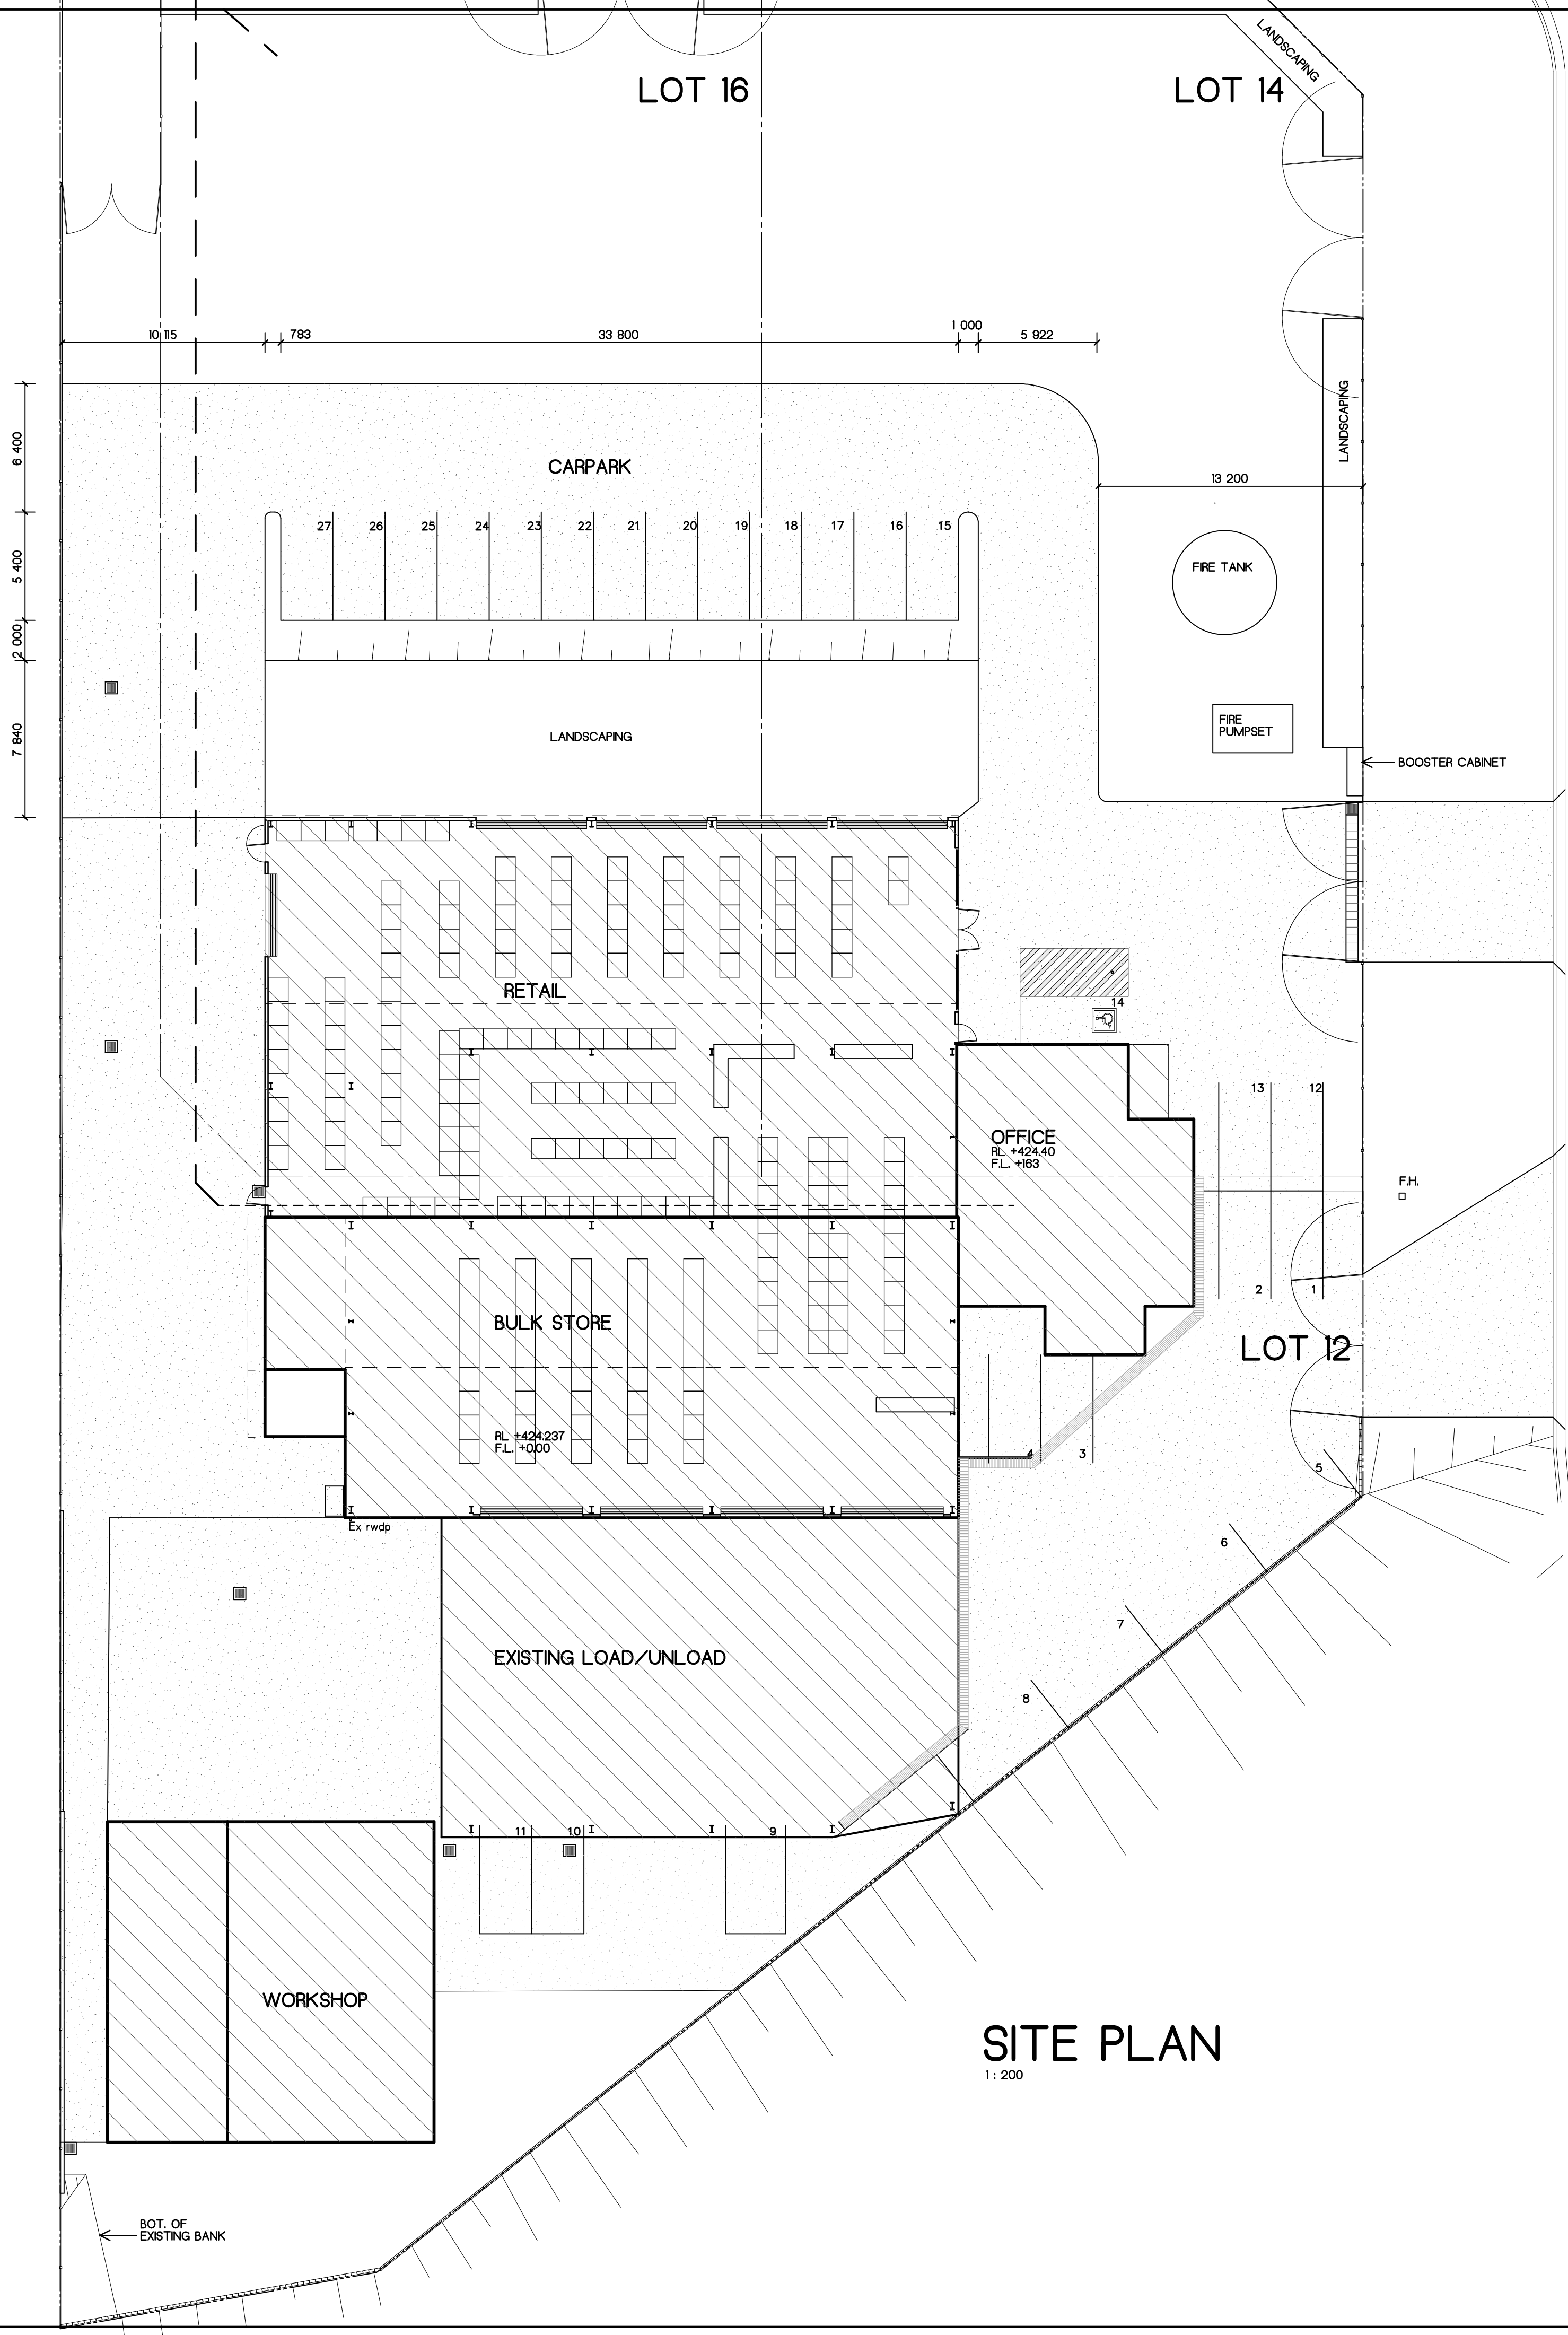 LANDSCAPING
LOT 16
LOT 14
10 115
783
33 800
1 000
5 922
LANDSCAPING
6 400
CARPARK
13 200
27
26
25
24
23
22
21
20
19
18
17
16
15
5 400
FIRE TANK
2 000
7 840
LANDSCAPING
FIRE
PUMPSET
BOOSTER CABINET
RETAIL
14
13
12
OFFICE
RL +424.40
F.L. +163
F.H.
2
1
BULK STORE
LOT 12
RL +424.237
F.L. +0.00
4
3
5
Ex rwdp
6
7
EXISTING LOAD/UNLOAD
8
11
10
9
WORKSHOP
SITE PLAN
1 : 200
BOT. OF
EXISTING BANK